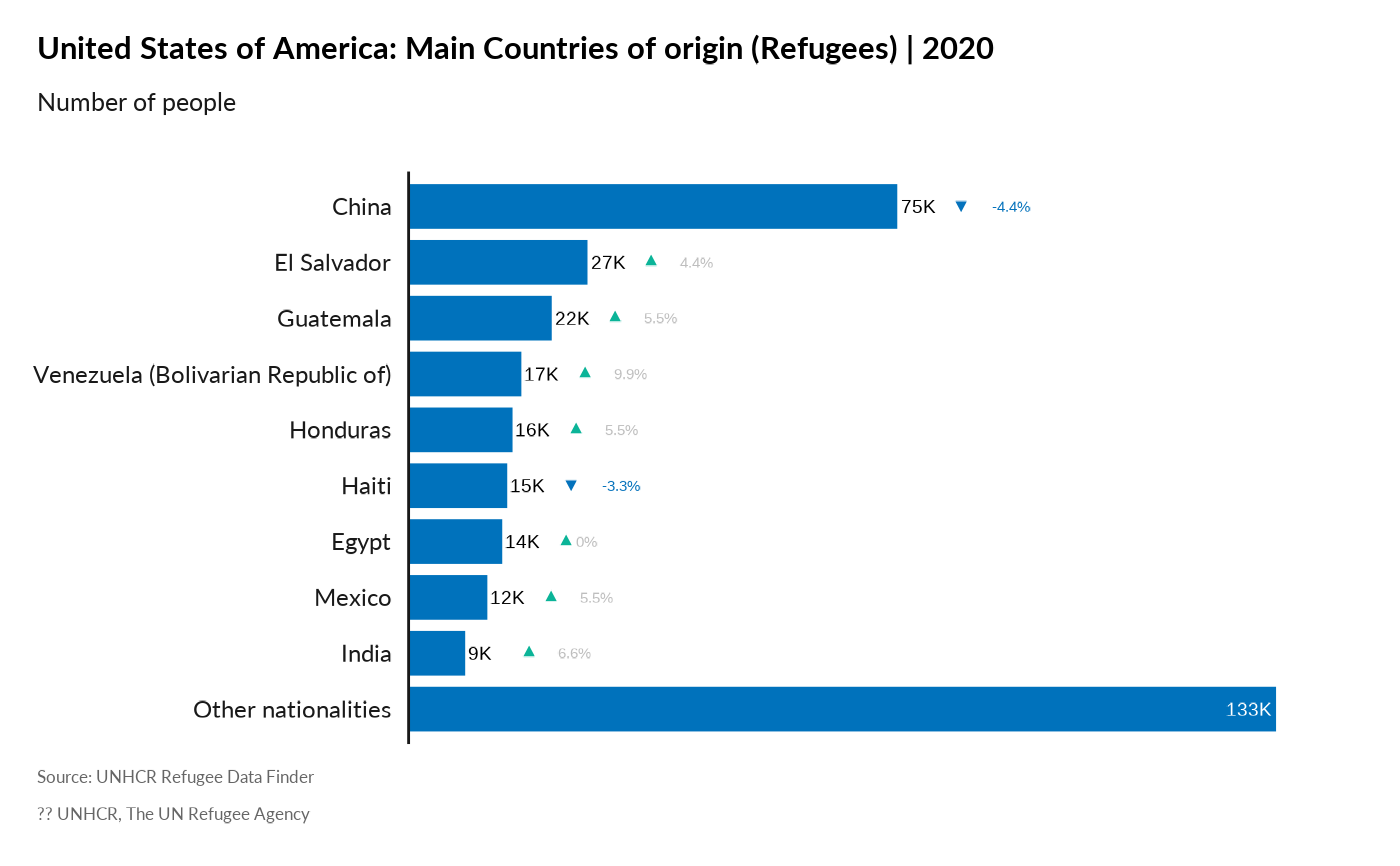 United States of America: Main Countries of origin (Refugees) | 2020
Number of people
China 75K ▼ -4.4%
El Salvador 27K ▲ 4.4%
Guatemala 22K ▲ 5.5%
Venezuela (Bolivarian Republic of) 17K ▲ 9.9%
Honduras 16K ▲ 5.5%
Haiti 15K ▼ -3.3%
Egypt 14K ▲ 0%
Mexico 12K ▲ 5.5%
India 9K ▲ 6.6%
Other nationalities 133K
Source: UNHCR Refugee Data Finder
?? UNHCR, The UN Refugee Agency